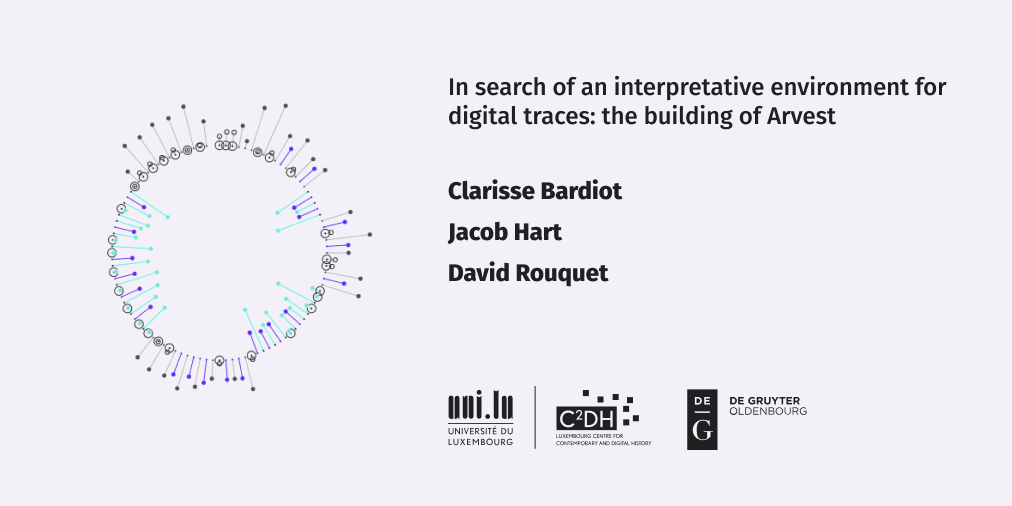 In search of an interpretative environment for
digital traces: the building of Arvest
Clarisse Bardiot
Jacob Hart
David Rouquet
uni.lu
UNIVERSITÉ DU
LUXEMBOURG
C²DH
LUXEMBOURG CENTRE FOR
CONTEMPORARY AND DIGITAL HISTORY
DE
G
DE GRUYTER
OLDENBOURG